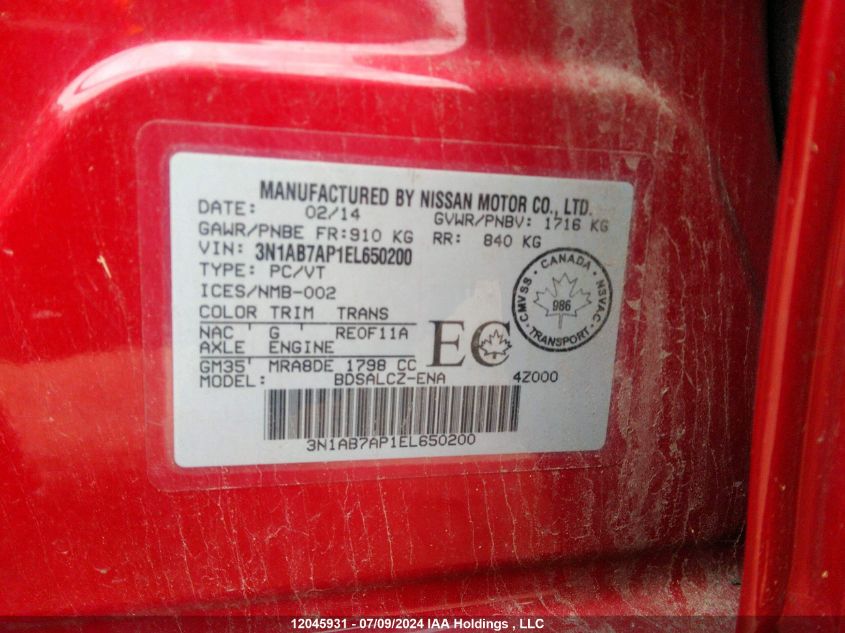 MANUFACTURED BY NISSAN MOTOR CO., LTD.
DATE: 02/14 GVWR/PNBV: 1716 KG
GAWR/PNBE FR:910 KG RR: 840 KG
VIN: 3N1AB7AP1EL650200
TYPE: PC/VT
ICES/NMB-002
COLOR TRIM TRANS
NAC G RE0F11A
AXLE ENGINE
GM35 MRA8DE 1798 CC
MODEL: BDSALCZ-ENA 4Z000
EC
CANADA
CMVSS NSVAC
986
TRANSPORT
3N1AB7AP1EL650200
12045931 - 07/09/2024 IAA Holdings , LLC